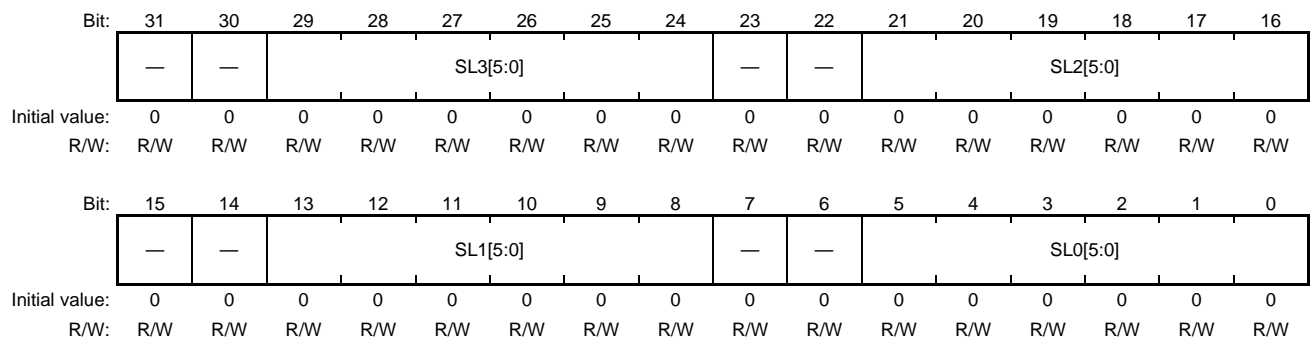 Bit: 31 30 29 28 27 26 25 24 23 22 21 20 19 18 17 16
— — SL3[5:0] — — SL2[5:0]
Initial value: 0 0 0 0 0 0 0 0 0 0 0 0 0 0 0 0
R/W: R/W R/W R/W R/W R/W R/W R/W R/W R/W R/W R/W R/W R/W R/W R/W R/W
Bit: 15 14 13 12 11 10 9 8 7 6 5 4 3 2 1 0
— — SL1[5:0] — — SL0[5:0]
Initial value: 0 0 0 0 0 0 0 0 0 0 0 0 0 0 0 0
R/W: R/W R/W R/W R/W R/W R/W R/W R/W R/W R/W R/W R/W R/W R/W R/W R/W